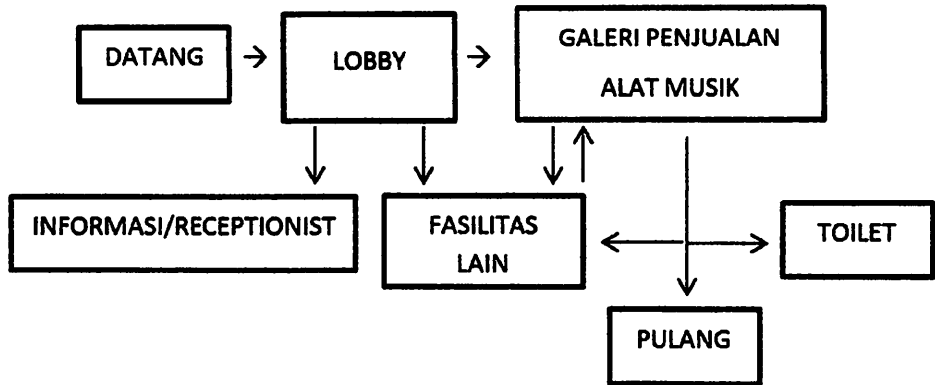 DATANG
LOBBY
GALERI PENJUALAN
ALAT MUSIK
INFORMASI/RECEPTIONIST
FASILITAS
LAIN
TOILET
PULANG